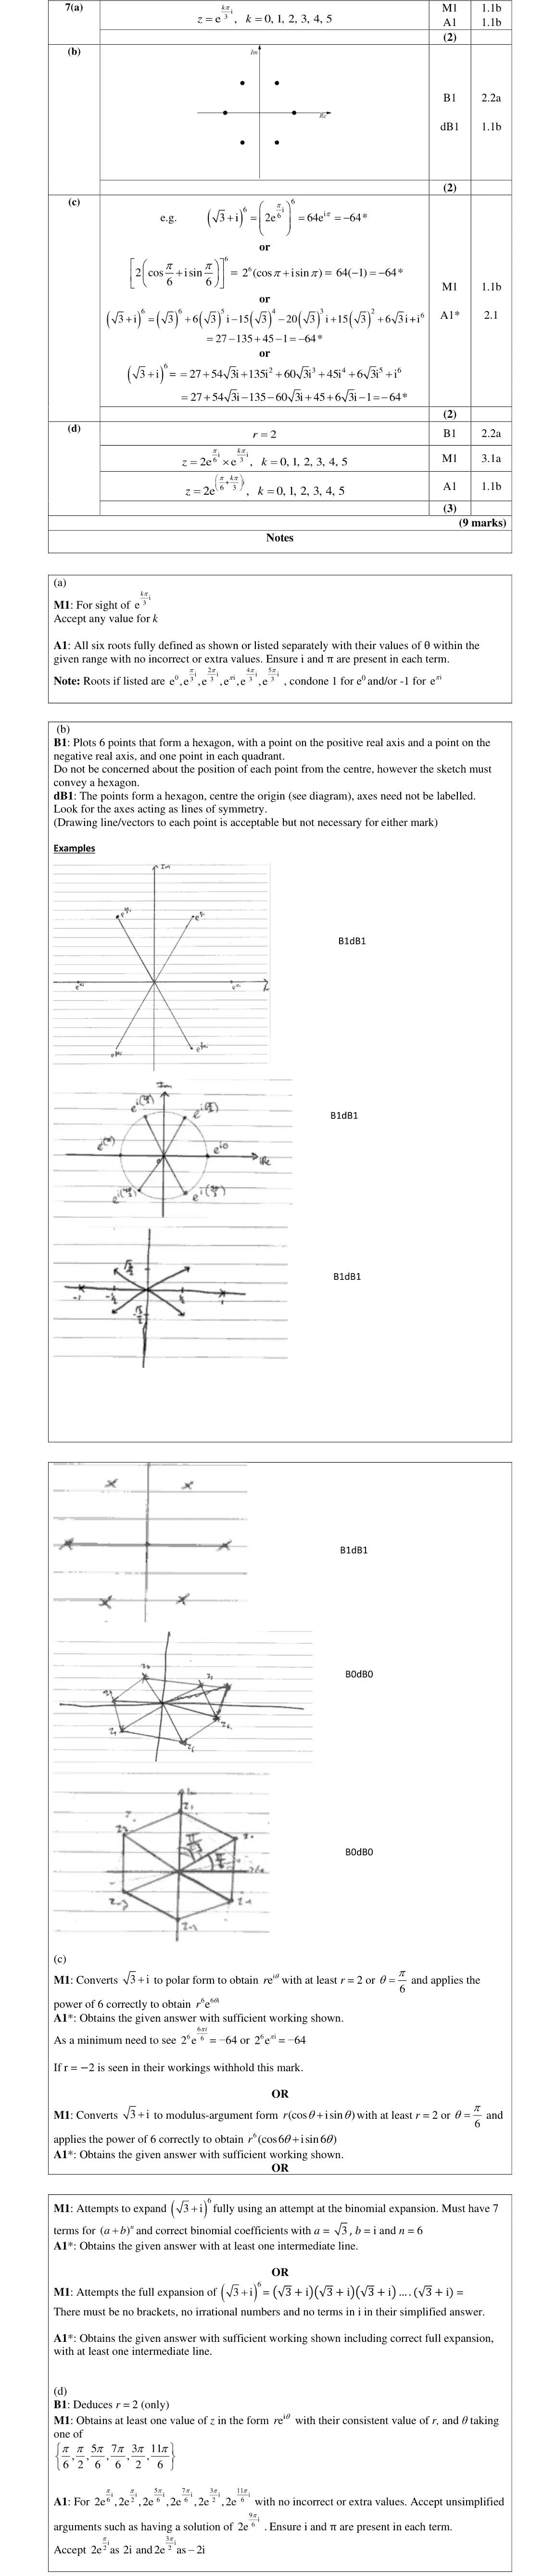 7(a)
z = e^{kπ/3 i}, k = 0, 1, 2, 3, 4, 5
M1 1.1b
A1 1.1b
(2)
(b)
Im
Re
B1 2.2a
dB1 1.1b
(2)
(c)
e.g. (√3 + i)^6 = (2e^{π/6 i})^6 = 64e^{iπ} = −64*
or
[2(cos π/6 + i sin π/6)]^6 = 2^6(cos π + i sin π) = 64(−1) = −64*
M1 1.1b
or
(√3 + i)^6 = (√3)^6 + 6(√3)^5 i − 15(√3)^4 − 20(√3)^3 i + 15(√3)^2 + 6√3 i + i^6
A1* 2.1
= 27 − 135 + 45 − 1 = −64*
or
(√3 + i)^6 = = 27 + 54√3i + 135i^2 + 60√3i^3 + 45i^4 + 6√3i^5 + i^6
= 27 + 54√3i − 135 − 60√3i + 45 + 6√3i − 1 = −64*
(2)
(d)
r = 2
B1 2.2a
z = 2e^{π/6 i} × e^{kπ/3 i}, k = 0, 1, 2, 3, 4, 5
M1 3.1a
z = 2e^{(π/6 + kπ/3)i}, k = 0, 1, 2, 3, 4, 5
A1 1.1b
(3)
(9 marks)
Notes
(a)
M1: For sight of e^{kπ/3 i}
Accept any value for k
A1: All six roots fully defined as shown or listed separately with their values of θ within the
given range with no incorrect or extra values. Ensure i and π are present in each term.
Note: Roots if listed are e^0, e^{π/3 i}, e^{2π/3 i}, e^{πi}, e^{4π/3 i}, e^{5π/3 i}, condone 1 for e^0 and/or -1 for e^{πi}
(b)
B1: Plots 6 points that form a hexagon, with a point on the positive real axis and a point on the
negative real axis, and one point in each quadrant.
Do not be concerned about the position of each point from the centre, however the sketch must
convey a hexagon.
dB1: The points form a hexagon, centre the origin (see diagram), axes need not be labelled.
Look for the axes acting as lines of symmetry.
(Drawing line/vectors to each point is acceptable but not necessary for either mark)
Examples
Im
B1dB1
Im
B1dB1
e^{i0}
Re
B1dB1
-1
B1dB1
B0dB0
B0dB0
(c)
M1: Converts √3 + i to polar form to obtain re^{iθ} with at least r = 2 or θ = π/6 and applies the
power of 6 correctly to obtain r^6e^{6θi}
A1*: Obtains the given answer with sufficient working shown.
As a minimum need to see 2^6e^{6πi/6} = −64 or 2^6e^{πi} = −64
If r = −2 is seen in their workings withhold this mark.
OR
M1: Converts √3 + i to modulus-argument form r(cos θ + i sin θ) with at least r = 2 or θ = π/6 and
applies the power of 6 correctly to obtain r^6(cos 6θ + i sin 6θ)
A1*: Obtains the given answer with sufficient working shown.
OR
M1: Attempts to expand (√3 + i)^6 fully using an attempt at the binomial expansion. Must have 7
terms for (a + b)^n and correct binomial coefficients with a = √3, b = i and n = 6
A1*: Obtains the given answer with at least one intermediate line.
OR
M1: Attempts the full expansion of (√3 + i)^6 = (√3 + i)(√3 + i)(√3 + i) .... (√3 + i) =
There must be no brackets, no irrational numbers and no terms in i in their simplified answer.
A1*: Obtains the given answer with sufficient working shown including correct full expansion,
with at least one intermediate line.
(d)
B1: Deduces r = 2 (only)
M1: Obtains at least one value of z in the form re^{iθ} with their consistent value of r, and θ taking
one of
{π/6, π/2, 5π/6, 7π/6, 3π/2, 11π/6}
A1: For 2e^{π/6 i}, 2e^{π/2 i}, 2e^{5π/6 i}, 2e^{7π/6 i}, 2e^{3π/2 i}, 2e^{11π/6 i} with no incorrect or extra values. Accept unsimplified
arguments such as having a solution of 2e^{9π/6 i}. Ensure i and π are present in each term.
Accept 2e^{π/2 i} as 2i and 2e^{3π/2 i} as – 2i